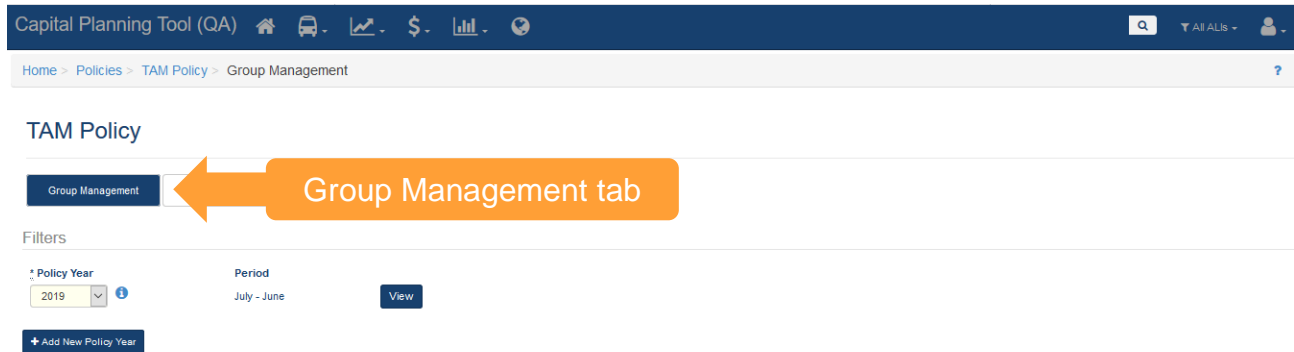 Capital Planning Tool (QA) $ All ALIs
Home > Policies > TAM Policy > Group Management ?
TAM Policy
Group Management
Group Management tab
Filters
* Policy Year Period
2019 July - June View
+ Add New Policy Year